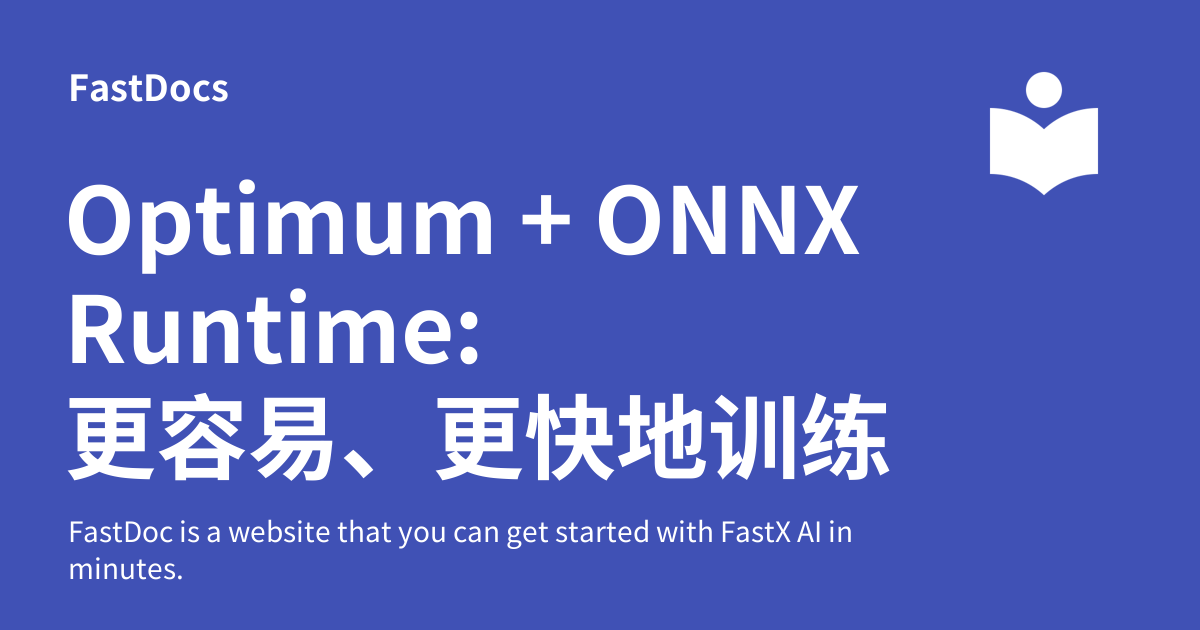 FastDocs
Optimum + ONNX
Runtime:
更容易、更快地训练
FastDoc is a website that you can get started with FastX AI in
minutes.